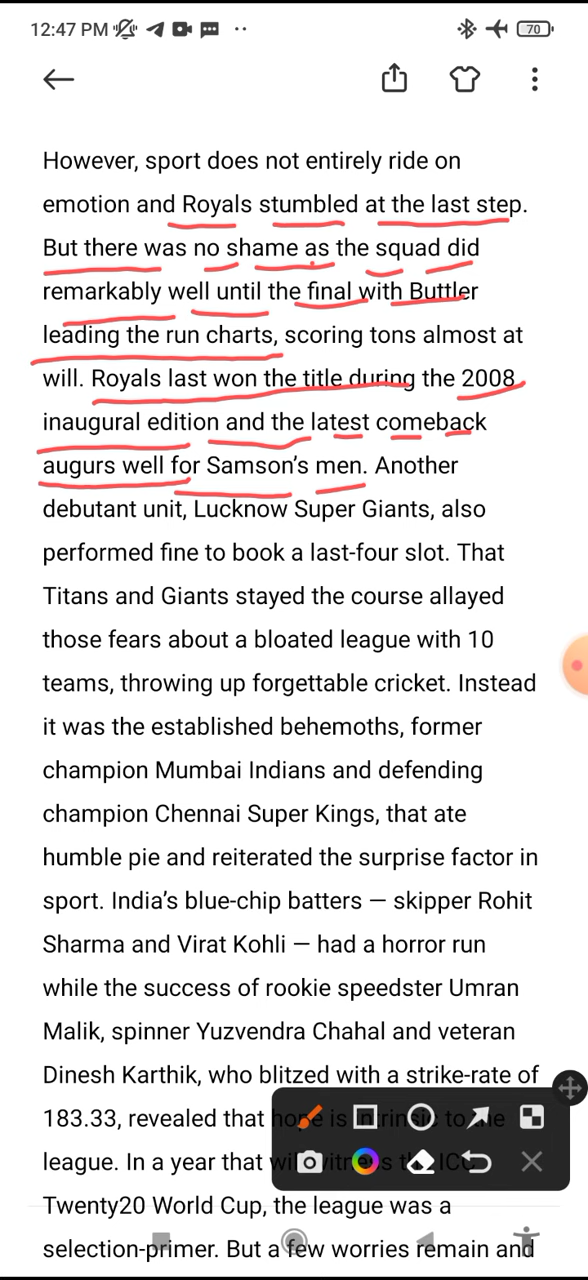 12:47 PM
70
However, sport does not entirely ride on
emotion and Royals stumbled at the last step.
But there was no shame as the squad did
remarkably well until the final with Buttler
leading the run charts, scoring tons almost at
will. Royals last won the title during the 2008
inaugural edition and the latest comeback
augurs well for Samson's men. Another
debutant unit, Lucknow Super Giants, also
performed fine to book a last-four slot. That
Titans and Giants stayed the course allayed
those fears about a bloated league with 10
teams, throwing up forgettable cricket. Instead
it was the established behemoths, former
champion Mumbai Indians and defending
champion Chennai Super Kings, that ate
humble pie and reiterated the surprise factor in
sport. India's blue-chip batters — skipper Rohit
Sharma and Virat Kohli — had a horror run
while the success of rookie speedster Umran
Malik, spinner Yuzvendra Chahal and veteran
Dinesh Karthik, who blitzed with a strike-rate of
183.33, revealed that hope is intrinsic to the
league. In a year that will witness the ICC
Twenty20 World Cup, the league was a
selection-primer. But a few worries remain and